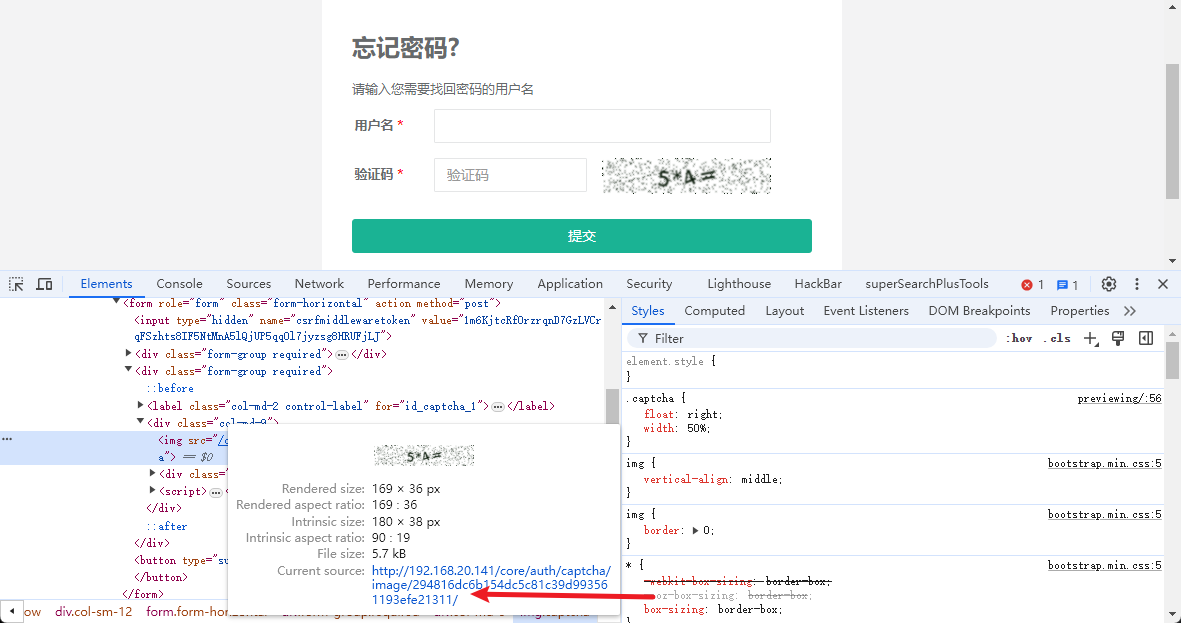 忘记密码?
请输入您需要找回密码的用户名
用户名 *
验证码 *
验证码
5*4=
提交
Elements Console Sources Network Performance Memory Application Security Lighthouse HackBar superSearchPlusTools 1 1
<form role="form" class="form-horizontal" action method="post">
<input type="hidden" name="csrfmiddlewaretoken" value="
</div>
<div class="form-group required"> … </div>
<div class="form-group required">
::before
<label class="col-md-2 control-label" for="id_captcha_1"> … </label>
<div class="col-md-9">
<img src="/c
a"> == $0
<div class=
<script> …
</div>
::after
</div>
<button type="su
</button>
</form>
5*4=
Rendered size: 169 × 36 px
Rendered aspect ratio: 169 : 36
Intrinsic size: 180 × 38 px
Intrinsic aspect ratio: 90 : 19
File size: 5.7 kB
Current source: http://192.168.20.141/core/auth/captcha/
image/294816dc6b154dc5c81c39d99356
1193efe21311/
ow div.col-sm-12 form.form-hor
Styles Computed Layout Event Listeners DOM Breakpoints Properties
Filter :hov .cls
element.style {
}
.captcha { previewing/:56
float: right;
width: 50%;
}
img { bootstrap.min.css:5
vertical-align: middle;
}
img { bootstrap.min.css:5
border: 0;
}
* { bootstrap.min.css:5
-webkit-box-sizing: border-box;
oz-box-sizing: border-box;
box-sizing: border-box;
}